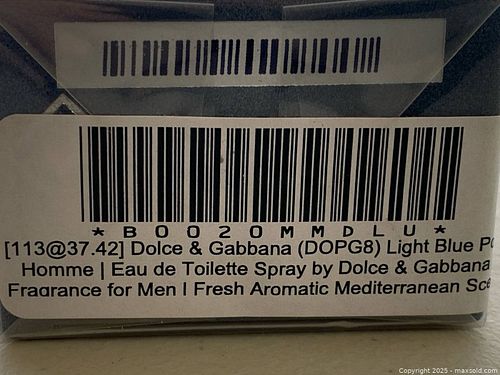 *B0020MMDLU*
[113@37.42] Dolce & Gabbana (DOPG8) Light Blue
Homme | Eau de Toilette Spray by Dolce & Gabbana
Fragrance for Men | Fresh Aromatic Mediterranean
Copyright 2025 - maxsold.com